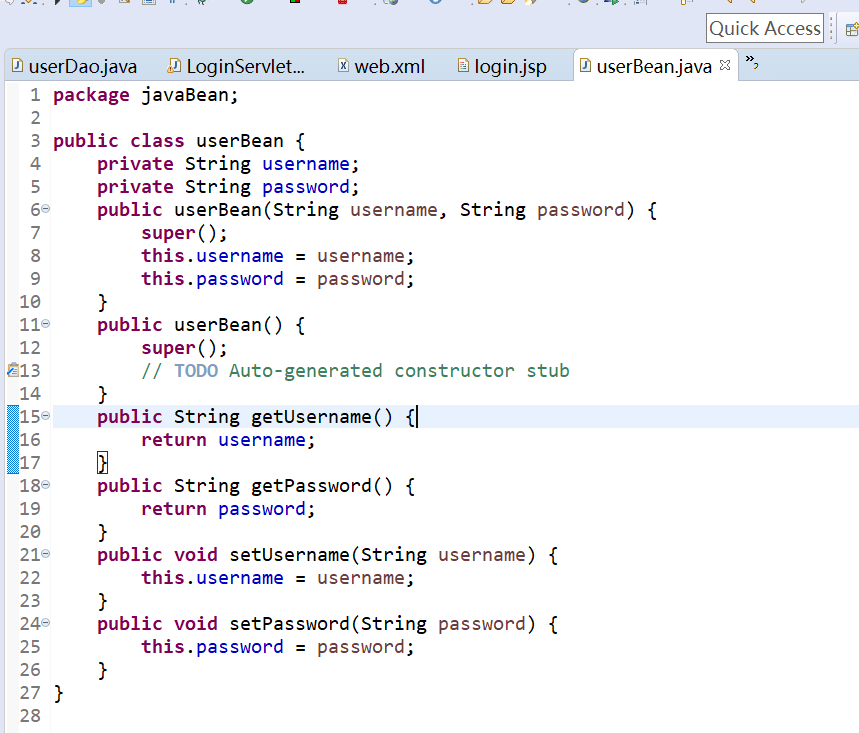 Quick Access
userDao.java LoginServlet... web.xml login.jsp userBean.java »2
1 package javaBean;
2
3 public class userBean {
4 private String username;
5 private String password;
6 public userBean(String username, String password) {
7 super();
8 this.username = username;
9 this.password = password;
10 }
11 public userBean() {
12 super();
13 // TODO Auto-generated constructor stub
14 }
15 public String getUsername() {
16 return username;
17 }
18 public String getPassword() {
19 return password;
20 }
21 public void setUsername(String username) {
22 this.username = username;
23 }
24 public void setPassword(String password) {
25 this.password = password;
26 }
27 }
28